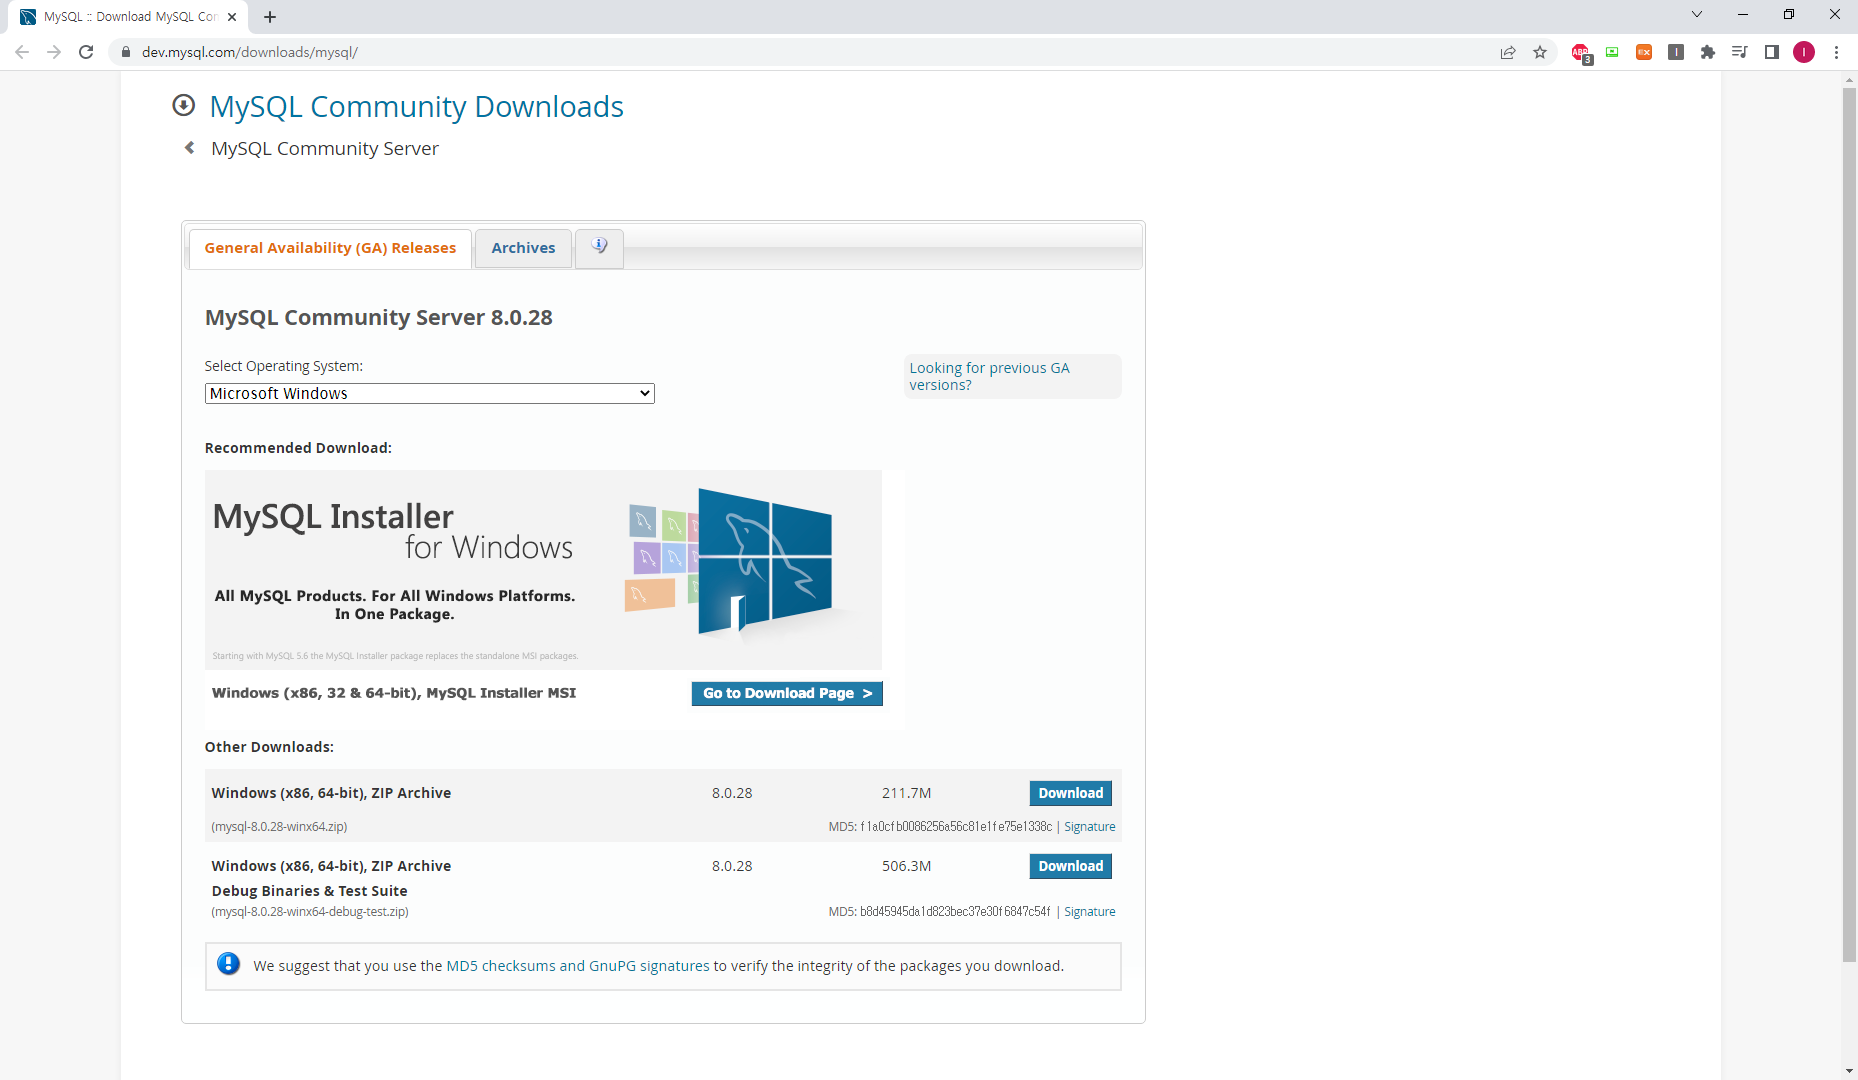 MySQL :: Download MySQL Con
dev.mysql.com/downloads/mysql/
ABP
3
EX
I
I
MySQL Community Downloads
MySQL Community Server
General Availability (GA) Releases
Archives
MySQL Community Server 8.0.28
Select Operating System:
Microsoft Windows
Looking for previous GA
versions?
Recommended Download:
MySQL Installer
for Windows
All MySQL Products. For All Windows Platforms.
In One Package.
Starting with MySQL 5.6 the MySQL Installer package replaces the standalone MSI packages.
Windows (x86, 32 & 64-bit), MySQL Installer MSI
Go to Download Page >
Other Downloads:
Windows (x86, 64-bit), ZIP Archive 8.0.28 211.7M Download
(mysql-8.0.28-winx64.zip) MD5: f1a0cfb0086256a56c81e1fe75e1338c | Signature
Windows (x86, 64-bit), ZIP Archive 8.0.28 506.3M Download
Debug Binaries & Test Suite
(mysql-8.0.28-winx64-debug-test.zip) MD5: b8d45945da1d823bec37e30f6847c54f | Signature
We suggest that you use the MD5 checksums and GnuPG signatures to verify the integrity of the packages you download.